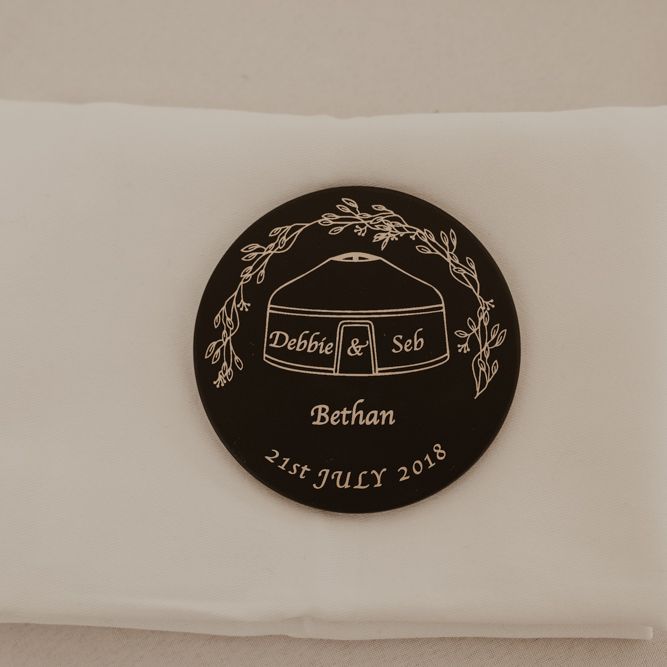 Debbie & Seb
Bethan
21st JULY 2018